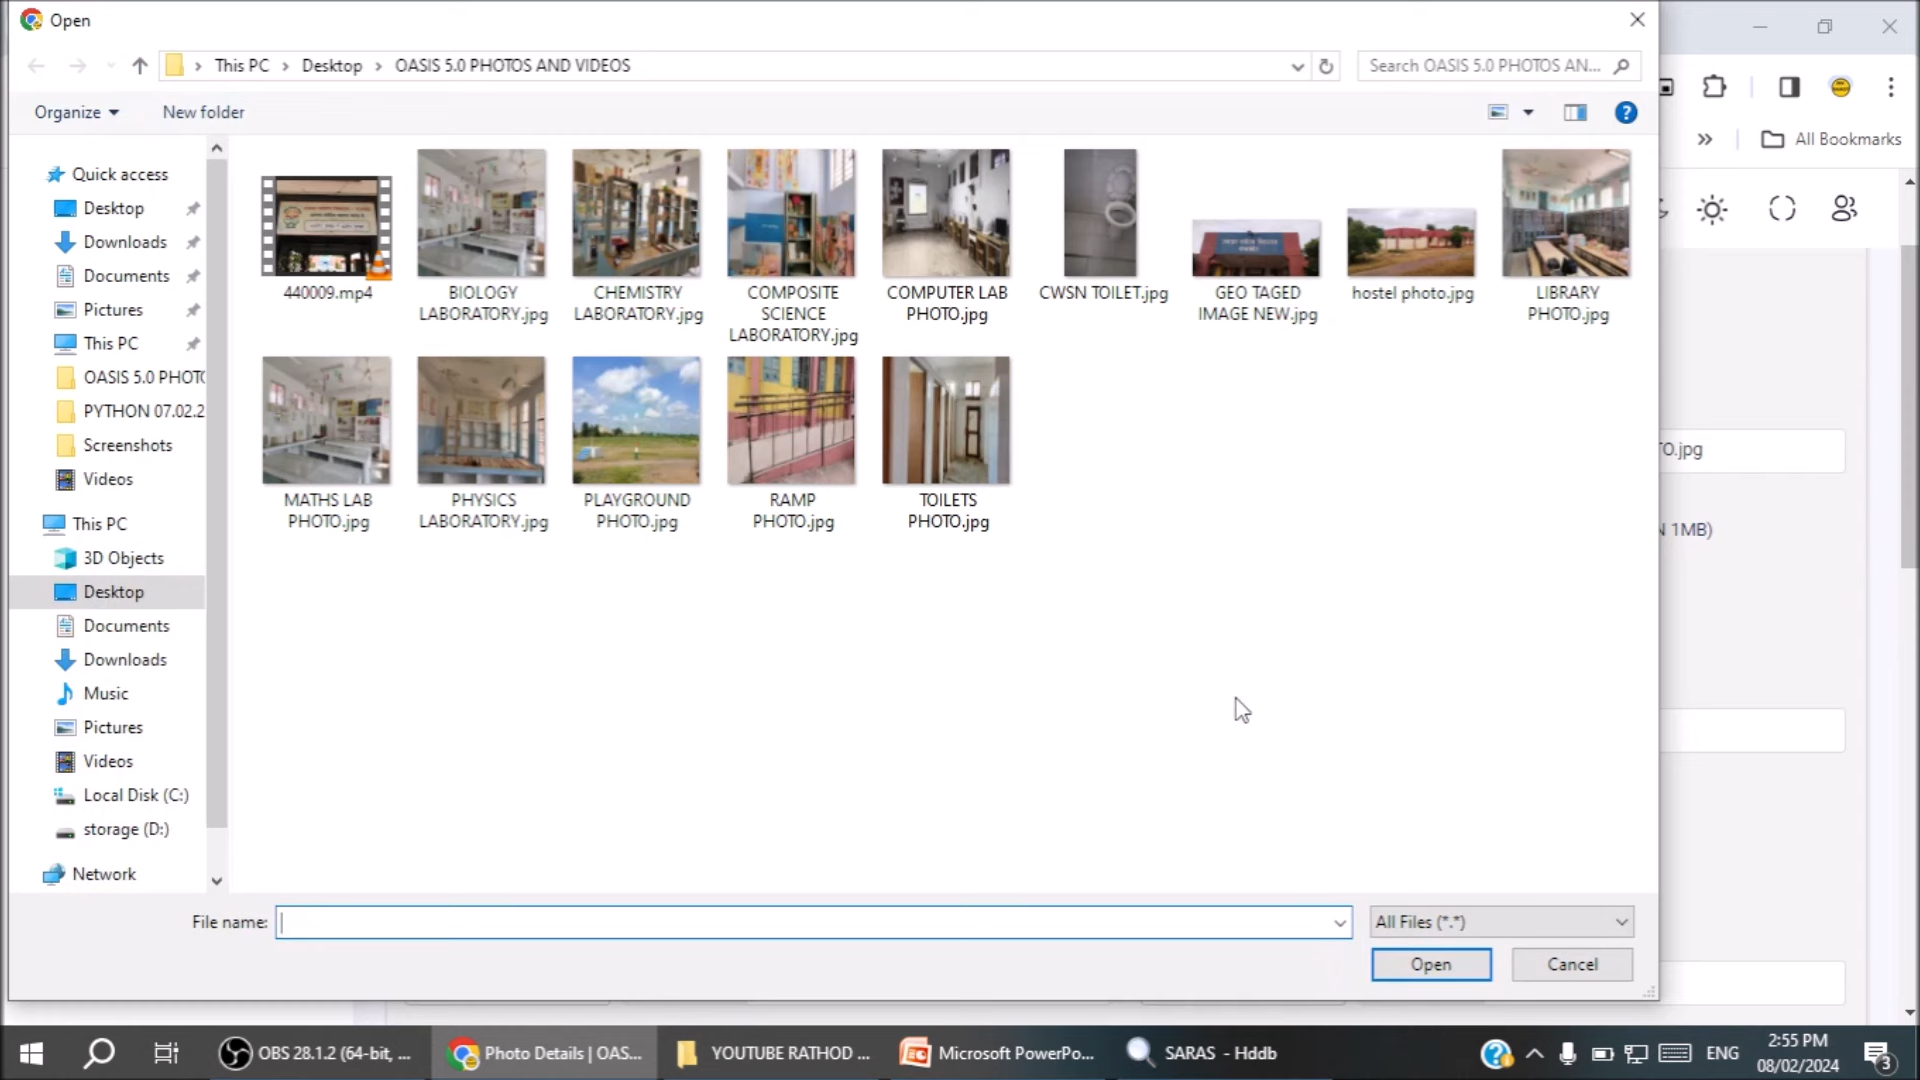 Open
This PC > Desktop > OASIS 5.0 PHOTOS AND VIDEOS
Search OASIS 5.0 PHOTOS AN...
Organize
New folder
All Bookmarks
Quick access
Desktop
Downloads
Documents
Pictures
This PC
OASIS 5.0 PHOT
PYTHON 07.02.2
Screenshots
Videos
This PC
3D Objects
Desktop
Documents
Downloads
Music
Pictures
Videos
Local Disk (C:)
storage (D:)
Network
440009.mp4
BIOLOGY
LABORATORY.jpg
CHEMISTRY
LABORATORY.jpg
COMPOSITE
SCIENCE
LABORATORY.jpg
COMPUTER LAB
PHOTO.jpg
CWSN TOILET.jpg
GEO TAGED
IMAGE NEW.jpg
hostel photo.jpg
LIBRARY
PHOTO.jpg
MATHS LAB
PHOTO.jpg
PHYSICS
LABORATORY.jpg
PLAYGROUND
PHOTO.jpg
RAMP
PHOTO.jpg
TOILETS
PHOTO.jpg
TO.jpg
N 1MB)
File name:
All Files (*.*)
Open
Cancel
OBS 28.1.2 (64-bit, ...
Photo Details | OAS...
YOUTUBE RATHOD ...
Microsoft PowerPo...
SARAS - Hddb
ENG
2:55 PM
08/02/2024
3